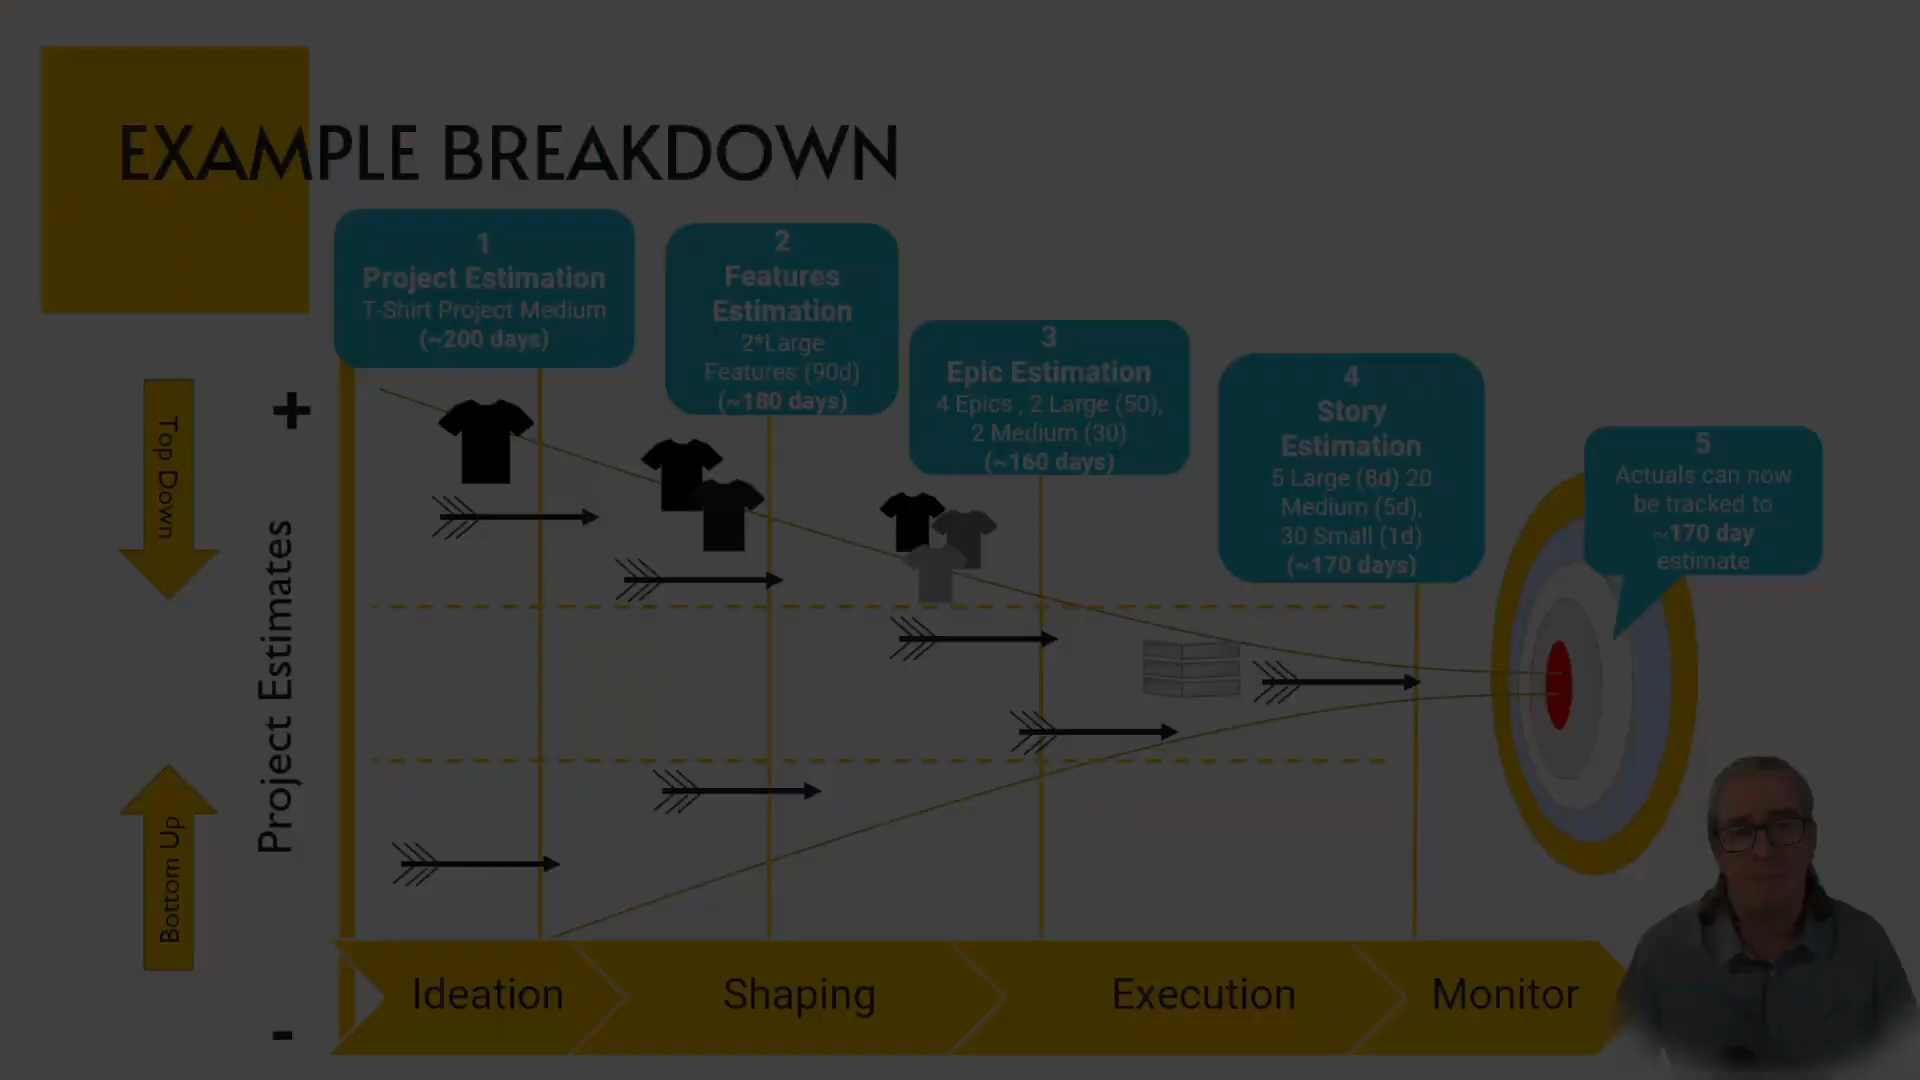 EXAMPLE BREAKDOWN
1
Project Estimation
T-Shirt Project Medium
(~200 days)
2
Features
Estimation
2*Large
Features (90d)
(~180 days)
3
Epic Estimation
4 Epics , 2 Large (50),
2 Medium (30)
(~160 days)
4
Story
Estimation
5 Large (8d) 20
Medium (5d),
30 Small (1d)
(~170 days)
5
Actuals can now
be tracked to
~170 day
estimate
Top Down
+
Project Estimates
Bottom Up
-
Ideation
Shaping
Execution
Monitor